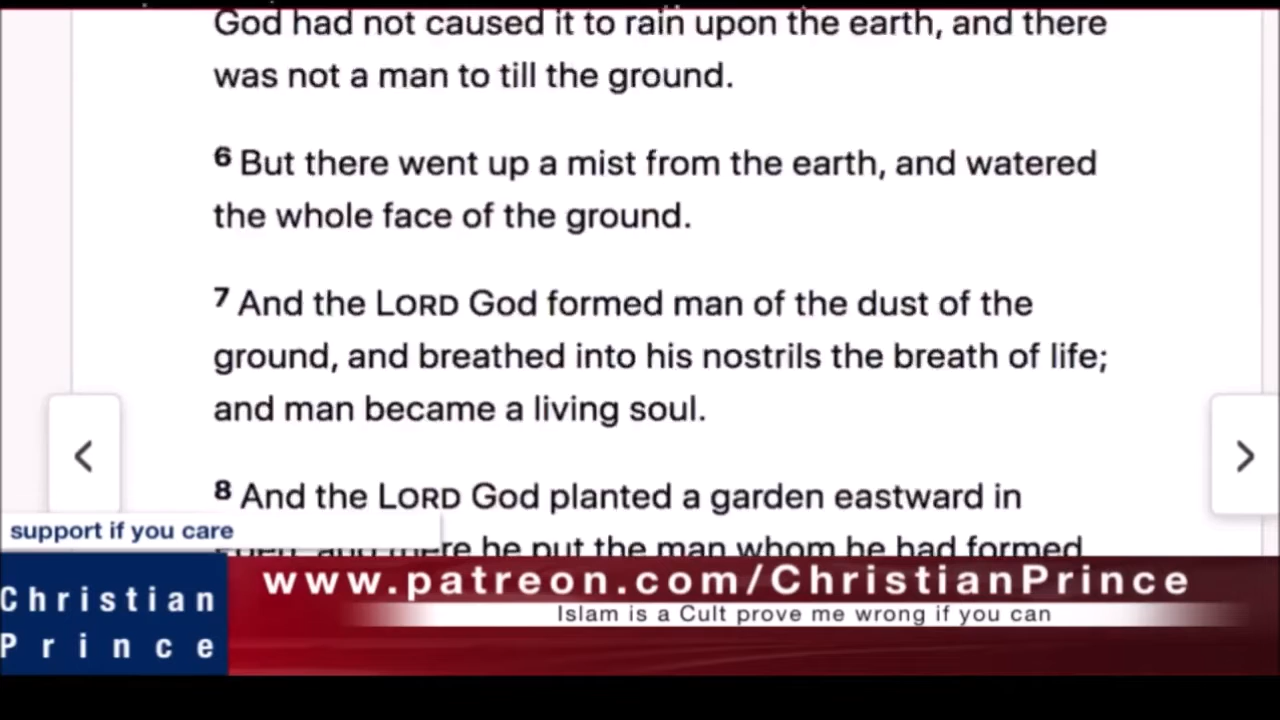 God had not caused it to rain upon the earth, and there
was not a man to till the ground.
6 But there went up a mist from the earth, and watered
the whole face of the ground.
7 And the LORD God formed man of the dust of the
ground, and breathed into his nostrils the breath of life;
and man became a living soul.
8 And the LORD God planted a garden eastward in
support if you care
Eden, and there he put the man whom he had formed
www.patreon.com/ChristianPrince
Islam is a Cult prove me wrong if you can
Christian
Prince